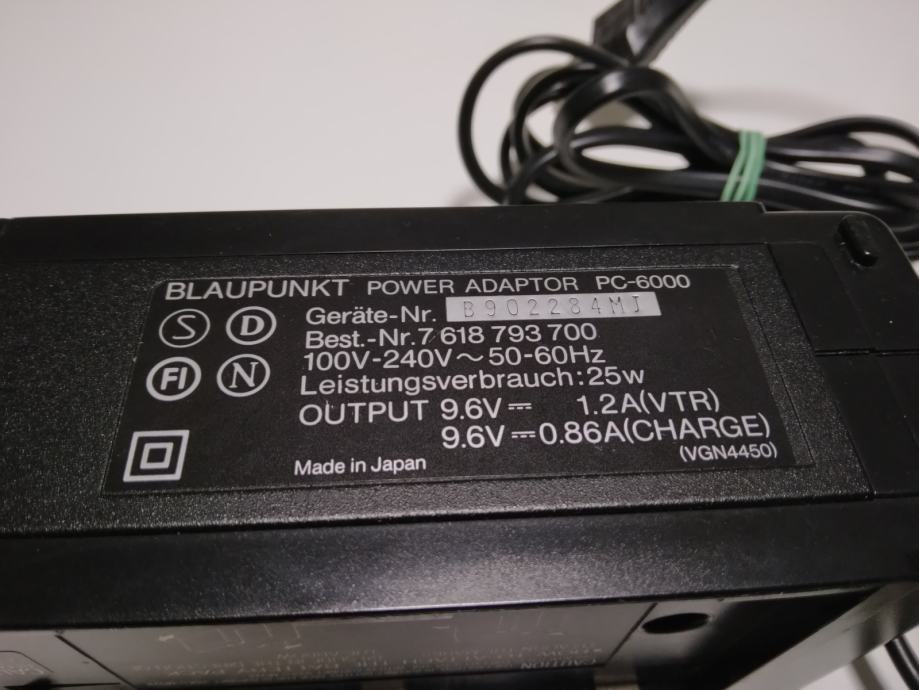 BLAUPUNKT POWER ADAPTOR PC-6000
S D Geräte-Nr. B902284MJ
Best.-Nr.7 618 793 700
100V-240V~50-60Hz
FI N Leistungsverbrauch:25w
OUTPUT 9.6V⎓ 1.2A(VTR)
9.6V⎓0.86A(CHARGE)
Made in Japan (VGN4450)
CAUTION